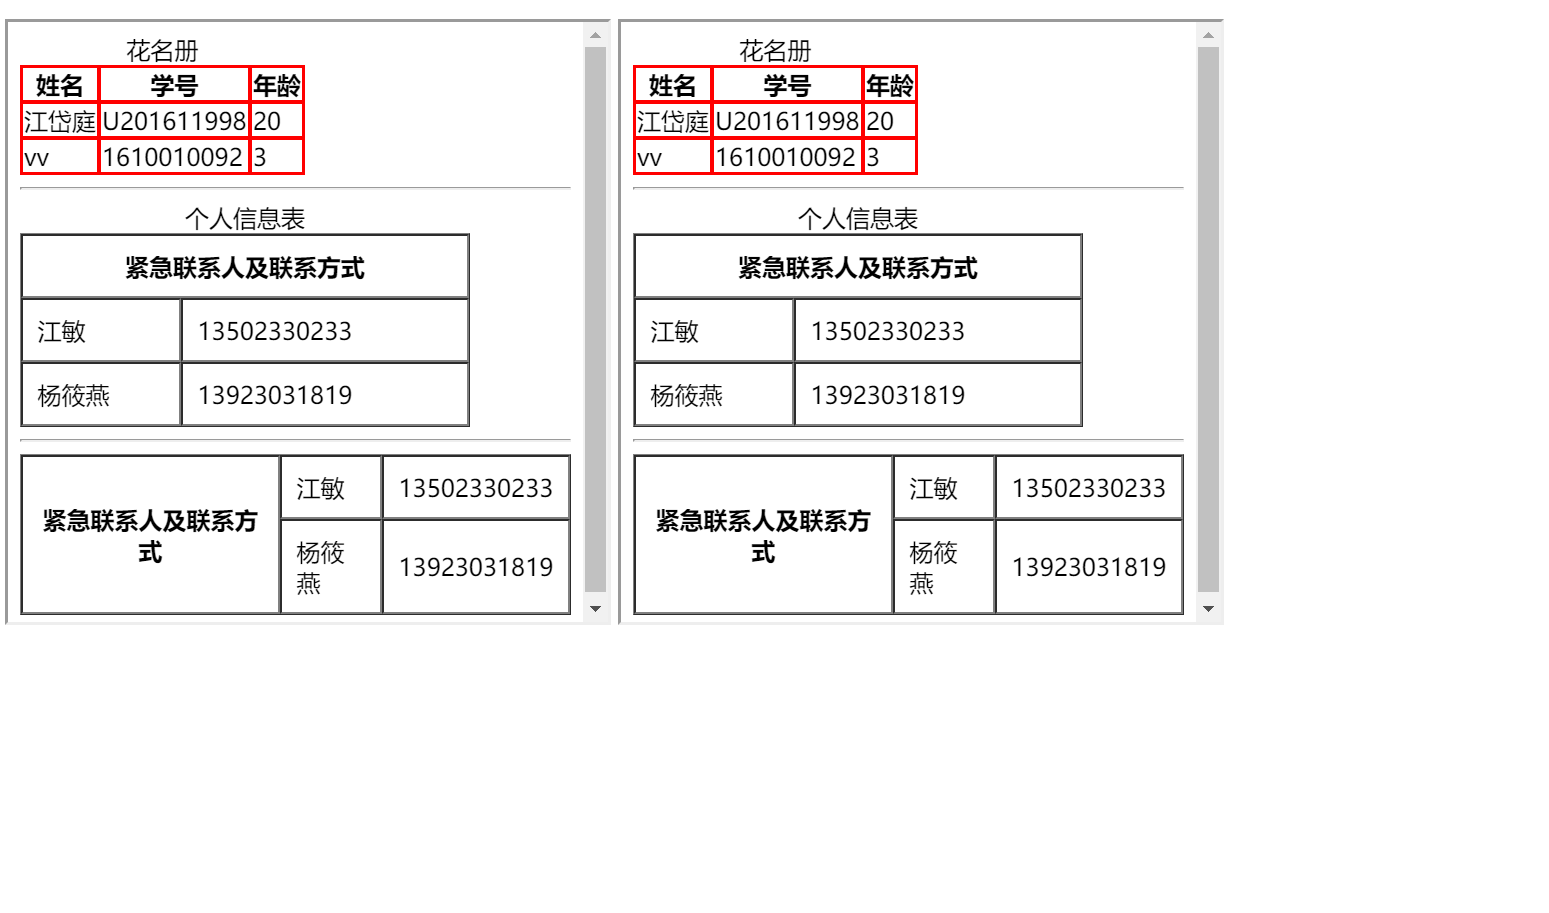 花名册
姓名 学号 年龄
江岱庭 U201611998 20
vv 1610010092 3
个人信息表
紧急联系人及联系方式
江敏 13502330233
杨筱燕 13923031819
紧急联系人及联系方
式
江敏 13502330233
杨筱
燕
13923031819
花名册
姓名 学号 年龄
江岱庭 U201611998 20
vv 1610010092 3
个人信息表
紧急联系人及联系方式
江敏 13502330233
杨筱燕 13923031819
紧急联系人及联系方
式
江敏 13502330233
杨筱
燕
13923031819